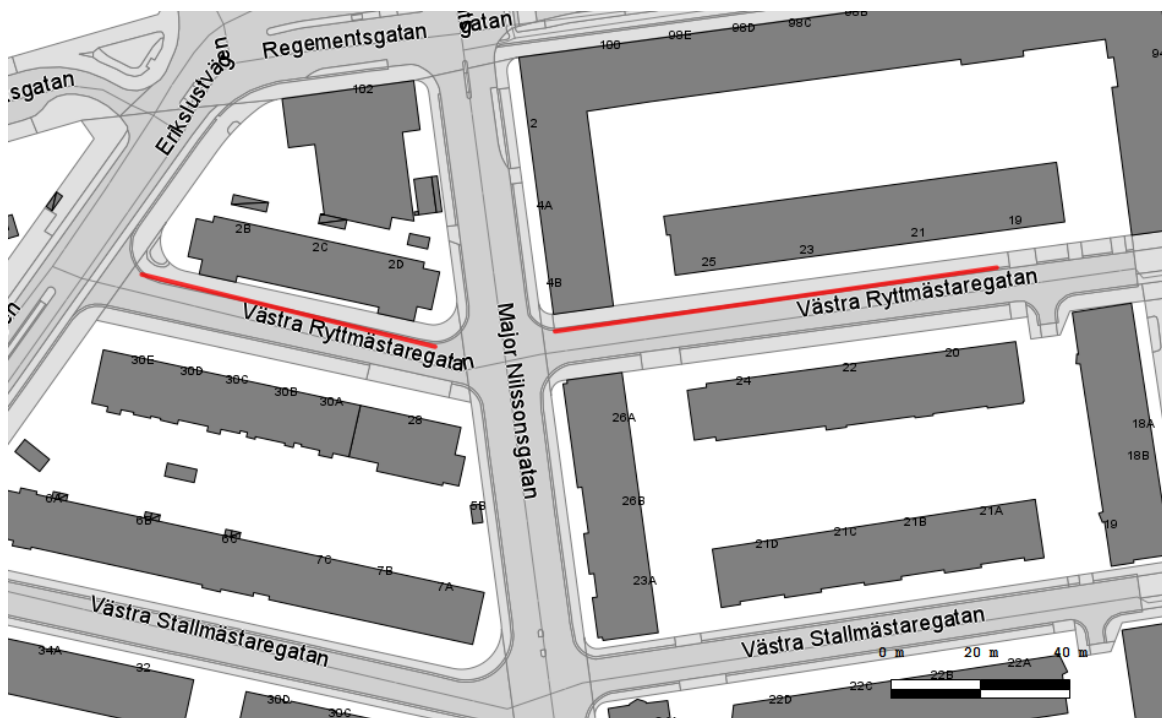 98B
98C
98D
98E
100
Regementsgatan
sgatan
Erikslustvägen
102
2
4A
4B
19
21
23
25
2B
2C
2D
Västra Ryttmästaregatan
Västra Ryttmästaregatan
Major Nilssonsgatan
30E
30D
30C
30B
30A
28
20
22
24
26A
26B
23A
18A
18B
19
21A
21B
21C
21D
5B
6A
6B
6C
7C
7B
7A
Västra Stallmästaregatan
Västra Stallmästaregatan
0 m 20 m 40 m
34A
32
30D
30C
22A
22B
22C
22D